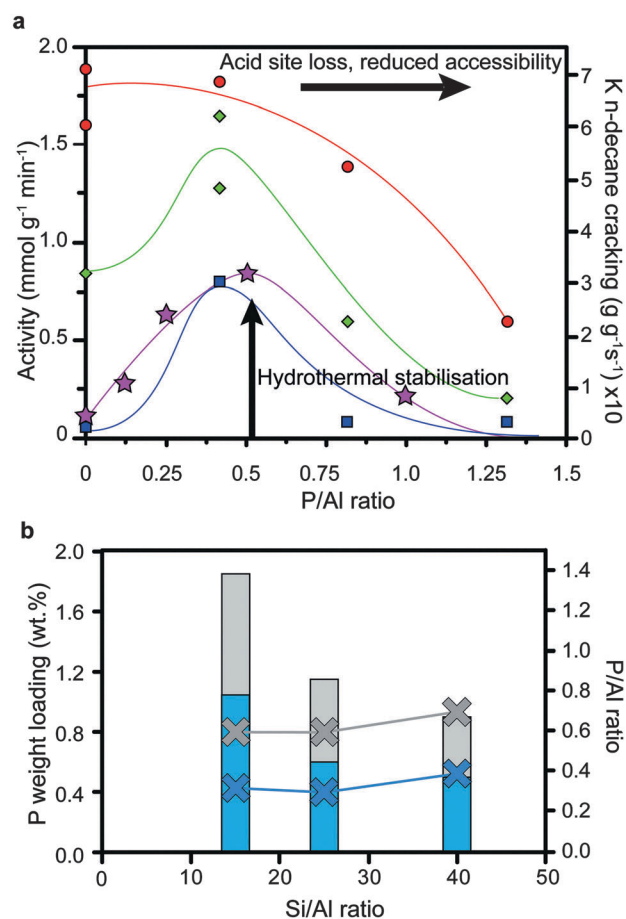 a
Acid site loss, reduced accessibility
Hydrothermal stabilisation
Activity (mmol g⁻¹ min⁻¹)
2.0
1.5
1.0
0.5
0
K n-decane cracking (g g⁻¹s⁻¹) x10
7
6
5
4
3
2
1
0
0 0.25 0.5 0.75 1.0 1.25 1.5
P/Al ratio
b
P weight loading (wt.%)
2.0
1.6
1.2
0.8
0.4
0.0
P/Al ratio
1.4
1.2
1.0
0.8
0.6
0.4
0.2
0.0
0 10 20 30 40 50
Si/Al ratio